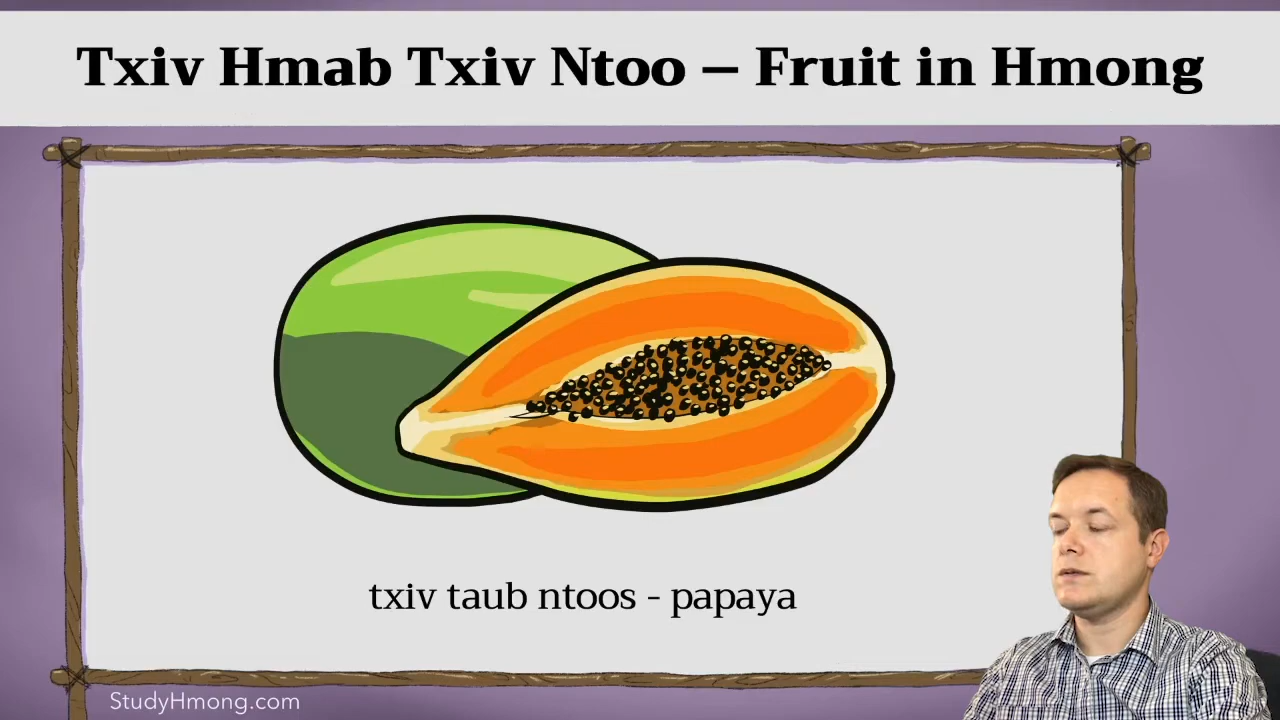 Txiv Hmab Txiv Ntoo – Fruit in Hmong
txiv taub ntoos - papaya
StudyHmong.com